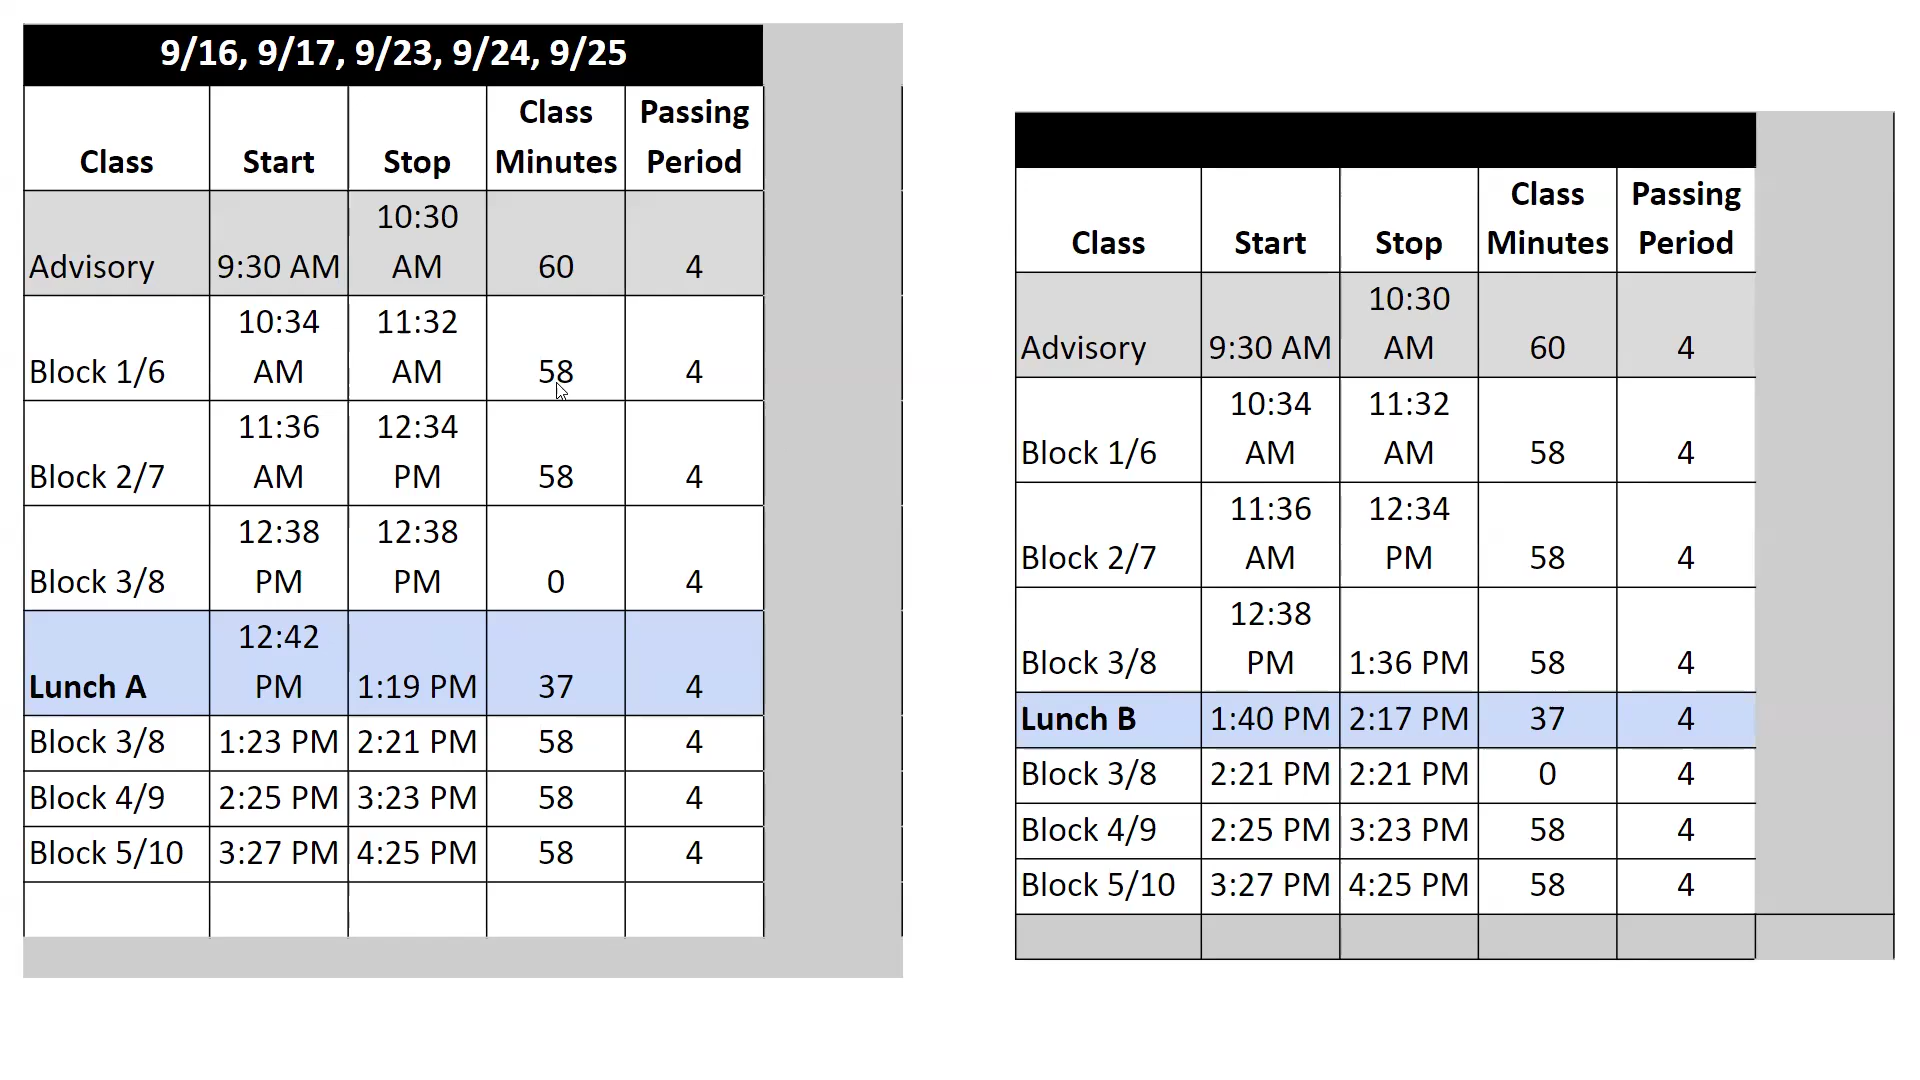 9/16, 9/17, 9/23, 9/24, 9/25
Class Start Stop Class Minutes Passing Period
Advisory 9:30 AM 10:30 AM 60 4
Block 1/6 10:34 AM 11:32 AM 58 4
Block 2/7 11:36 AM 12:34 PM 58 4
Block 3/8 12:38 PM 12:38 PM 0 4
Lunch A 12:42 PM 1:19 PM 37 4
Block 3/8 1:23 PM 2:21 PM 58 4
Block 4/9 2:25 PM 3:23 PM 58 4
Block 5/10 3:27 PM 4:25 PM 58 4
Class Start Stop Class Minutes Passing Period
Advisory 9:30 AM 10:30 AM 60 4
Block 1/6 10:34 AM 11:32 AM 58 4
Block 2/7 11:36 AM 12:34 PM 58 4
Block 3/8 12:38 PM 1:36 PM 58 4
Lunch B 1:40 PM 2:17 PM 37 4
Block 3/8 2:21 PM 2:21 PM 0 4
Block 4/9 2:25 PM 3:23 PM 58 4
Block 5/10 3:27 PM 4:25 PM 58 4